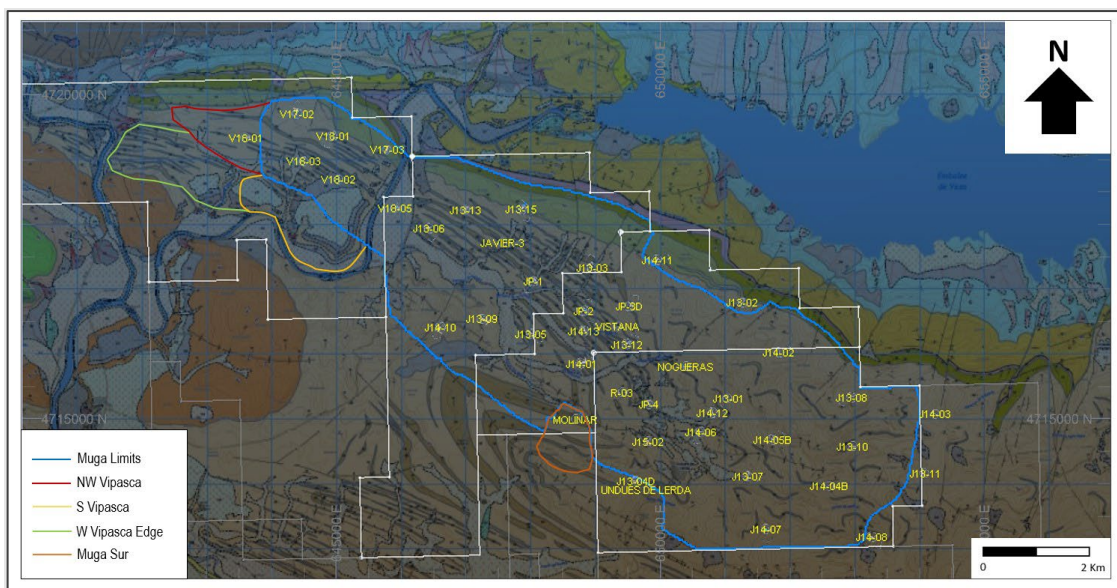 N
4720000 N
650000 E
V17-02
V16-01
V18-01
V17-03
V16-03
V18-02
V18-05
J13-13
J13-15
J13-06
JAVIER-3
J14-11
J13-03
JP-1
J13-02
JP-2
JP-3D
J13-09
J14-10
J13-05
J14-13
VISTANA
J13-12
J14-02
J14-01
NOGUERAS
R-03
JP-4
J13-01
J13-08
4715000 N
MOLINAR
J14-12
J14-03
4715000 N
J14-06
J15-02
J14-05B
J13-10
J13-07
J13-11
J13-04D
UNDUÉS DE LERDA
J14-04B
645000 E
650000 E
J14-07
J14-08
Muga Limits
NW Vipasca
S Vipasca
W Vipasca Edge
Muga Sur
0
2 Km